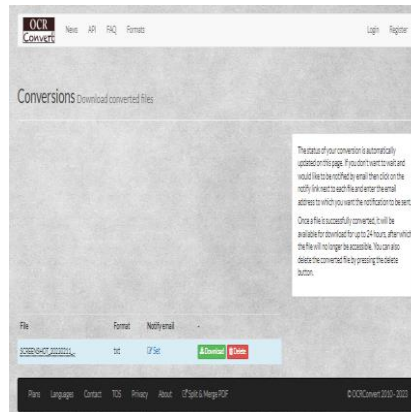 OCR
Convert
News API FAQ Formats
Login Register
Conversions Download converted files
The status of your conversion is automatically
updated on this page. If you don't want to wait and
would like to be notified by email then click on the
notify link next to each file and enter the email
address to which you want the notification to be sent.
Once a file is successfully converted, it will be
available for download for up to 24 hours, after which
the file will no longer be accessible. You can also
delete the converted file by pressing the delete
button.
File Format Notify email -
txt Set Download Delete
Plans Languages Contact TOS Privacy About Split & Merge PDF